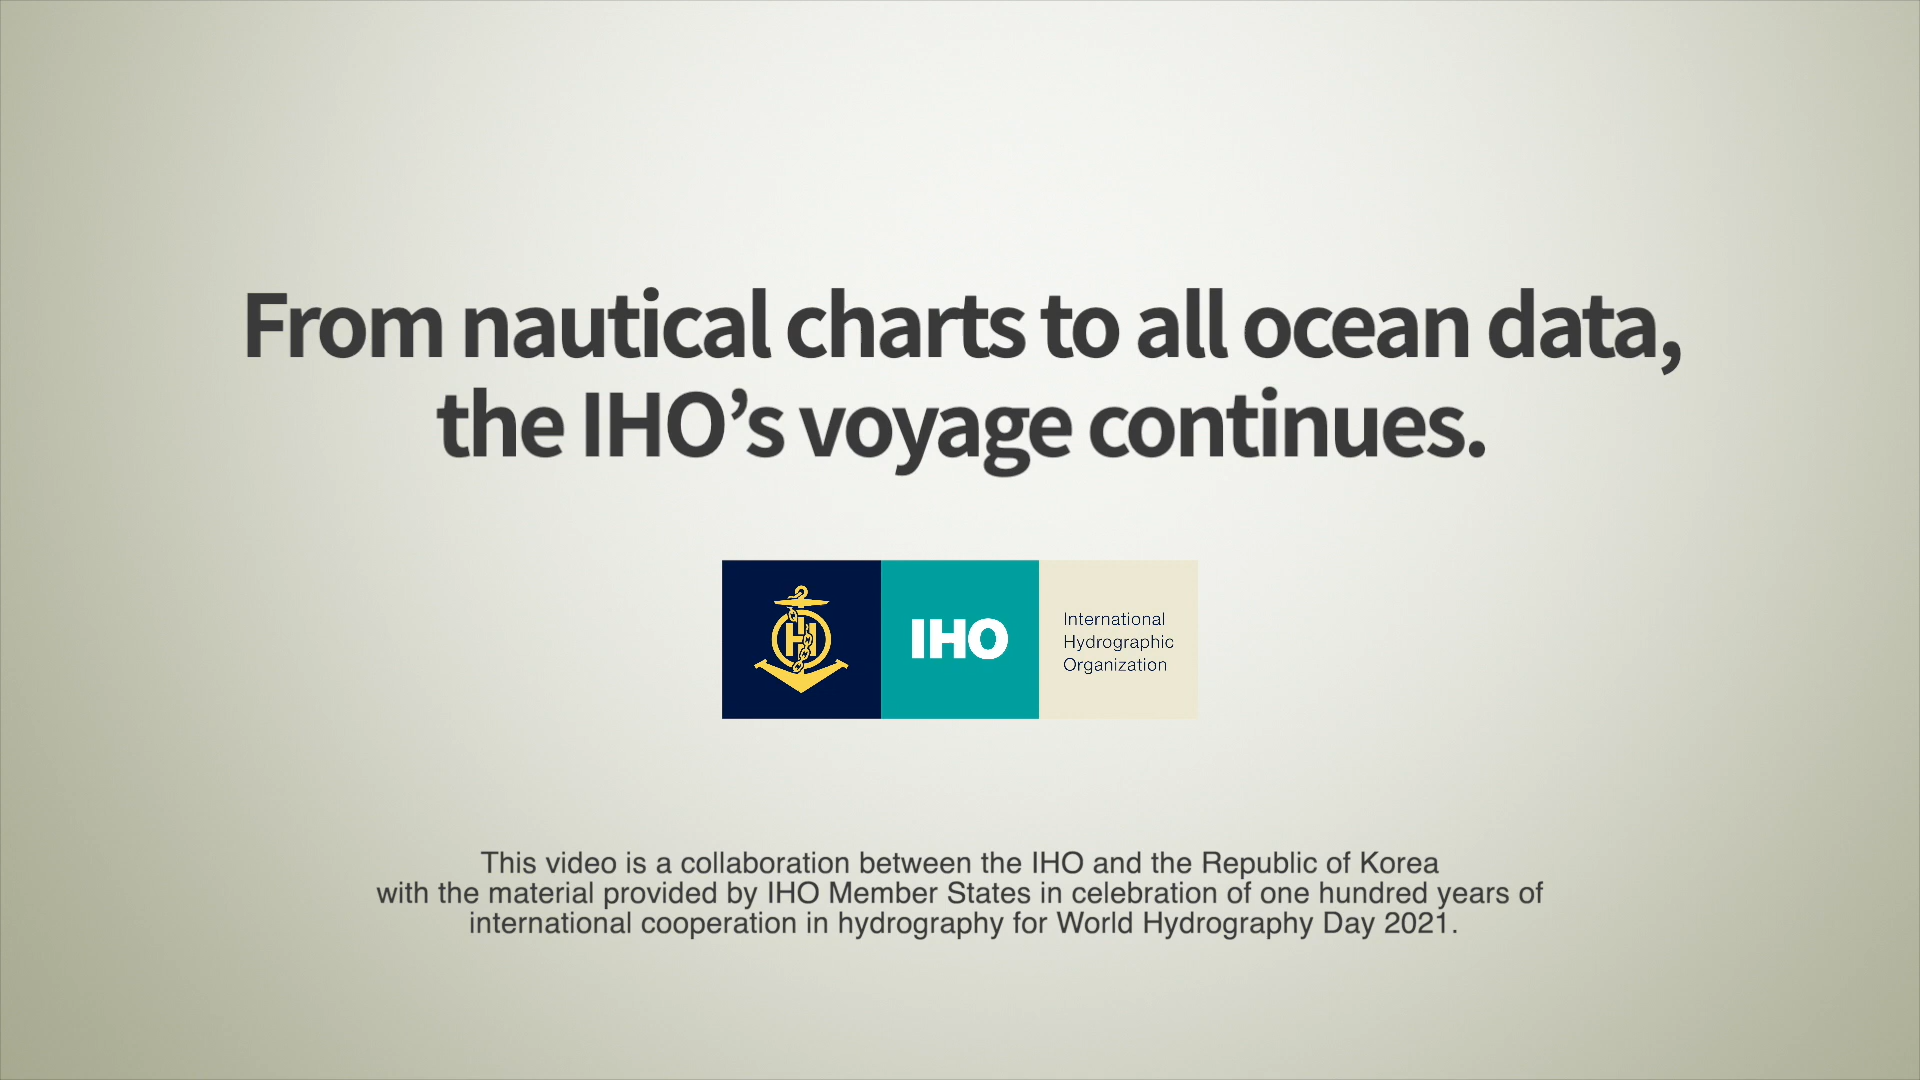 From nautical charts to all ocean data,
the IHO’s voyage continues.
IHO
International
Hydrographic
Organization
This video is a collaboration between the IHO and the Republic of Korea
with the material provided by IHO Member States in celebration of one hundred years of
international cooperation in hydrography for World Hydrography Day 2021.